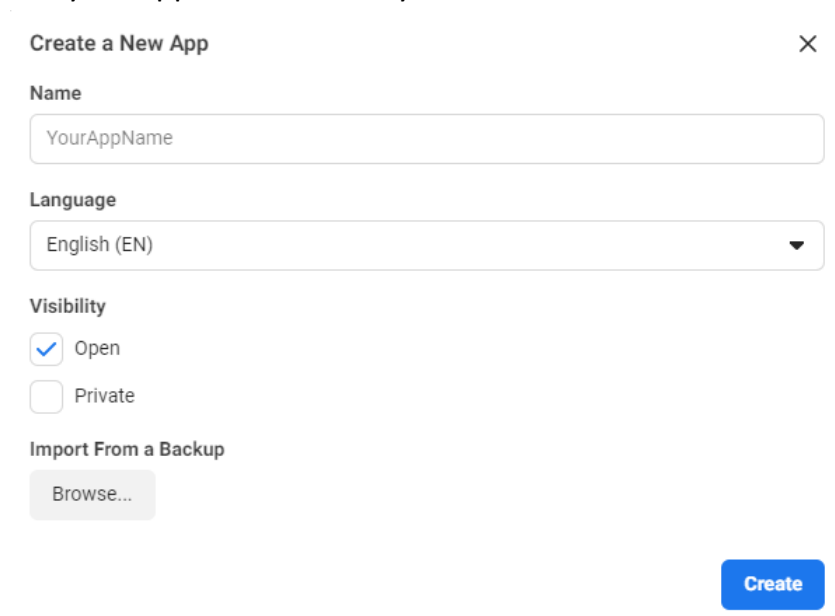 Create a New App
Name
YourAppName
Language
English (EN)
Visibility
Open
Private
Import From a Backup
Browse...
Create